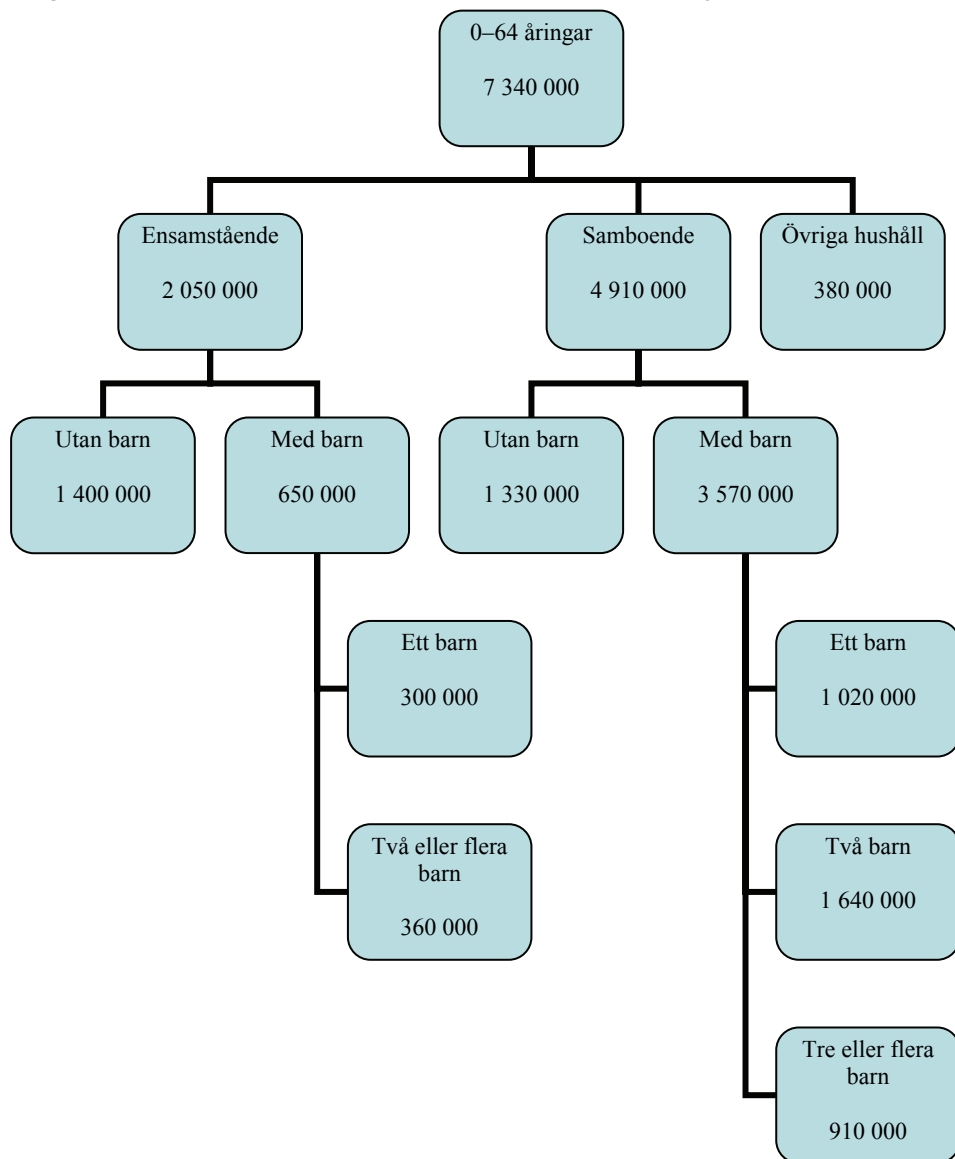 0–64 åringar
7 340 000
Ensamstående
2 050 000
Samboende
4 910 000
Övriga hushåll
380 000
Utan barn
1 400 000
Med barn
650 000
Utan barn
1 330 000
Med barn
3 570 000
Ett barn
300 000
Ett barn
1 020 000
Två eller flera
barn
360 000
Två barn
1 640 000
Tre eller flera
barn
910 000